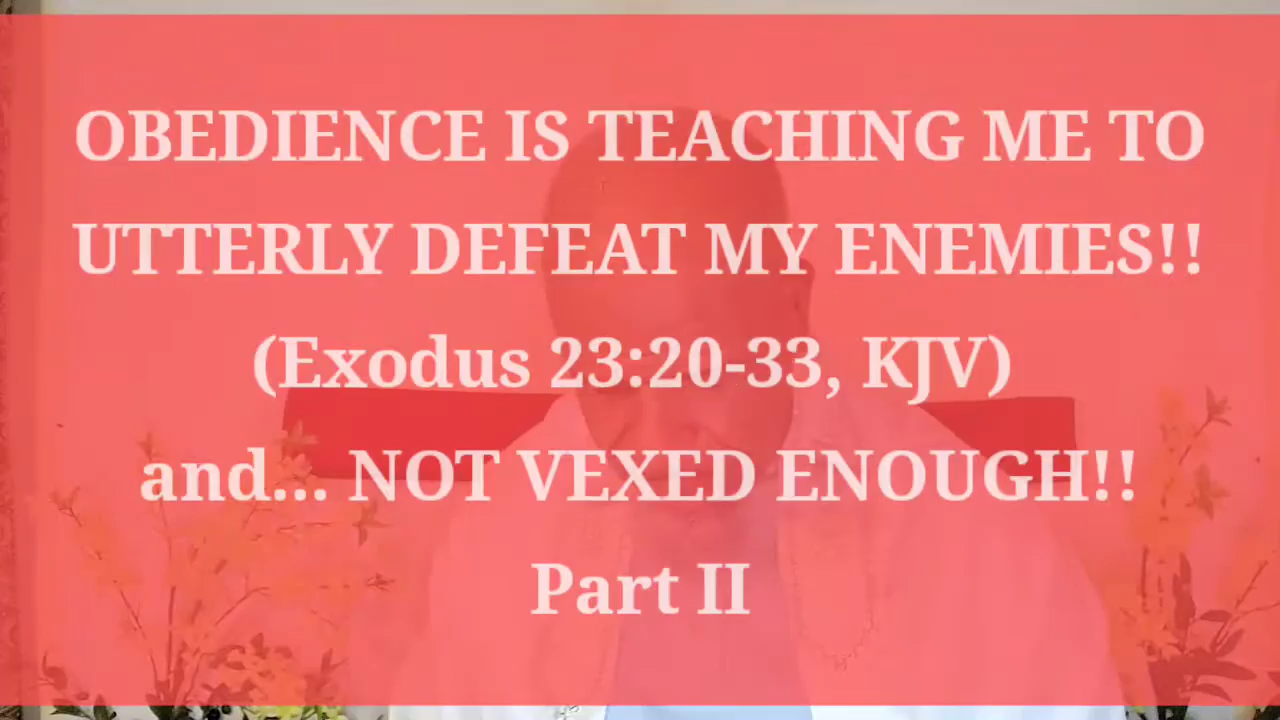 OBEDIENCE IS TEACHING ME TO
UTTERLY DEFEAT MY ENEMIES!!
(Exodus 23:20-33, KJV)
and... NOT VEXED ENOUGH!!
Part II